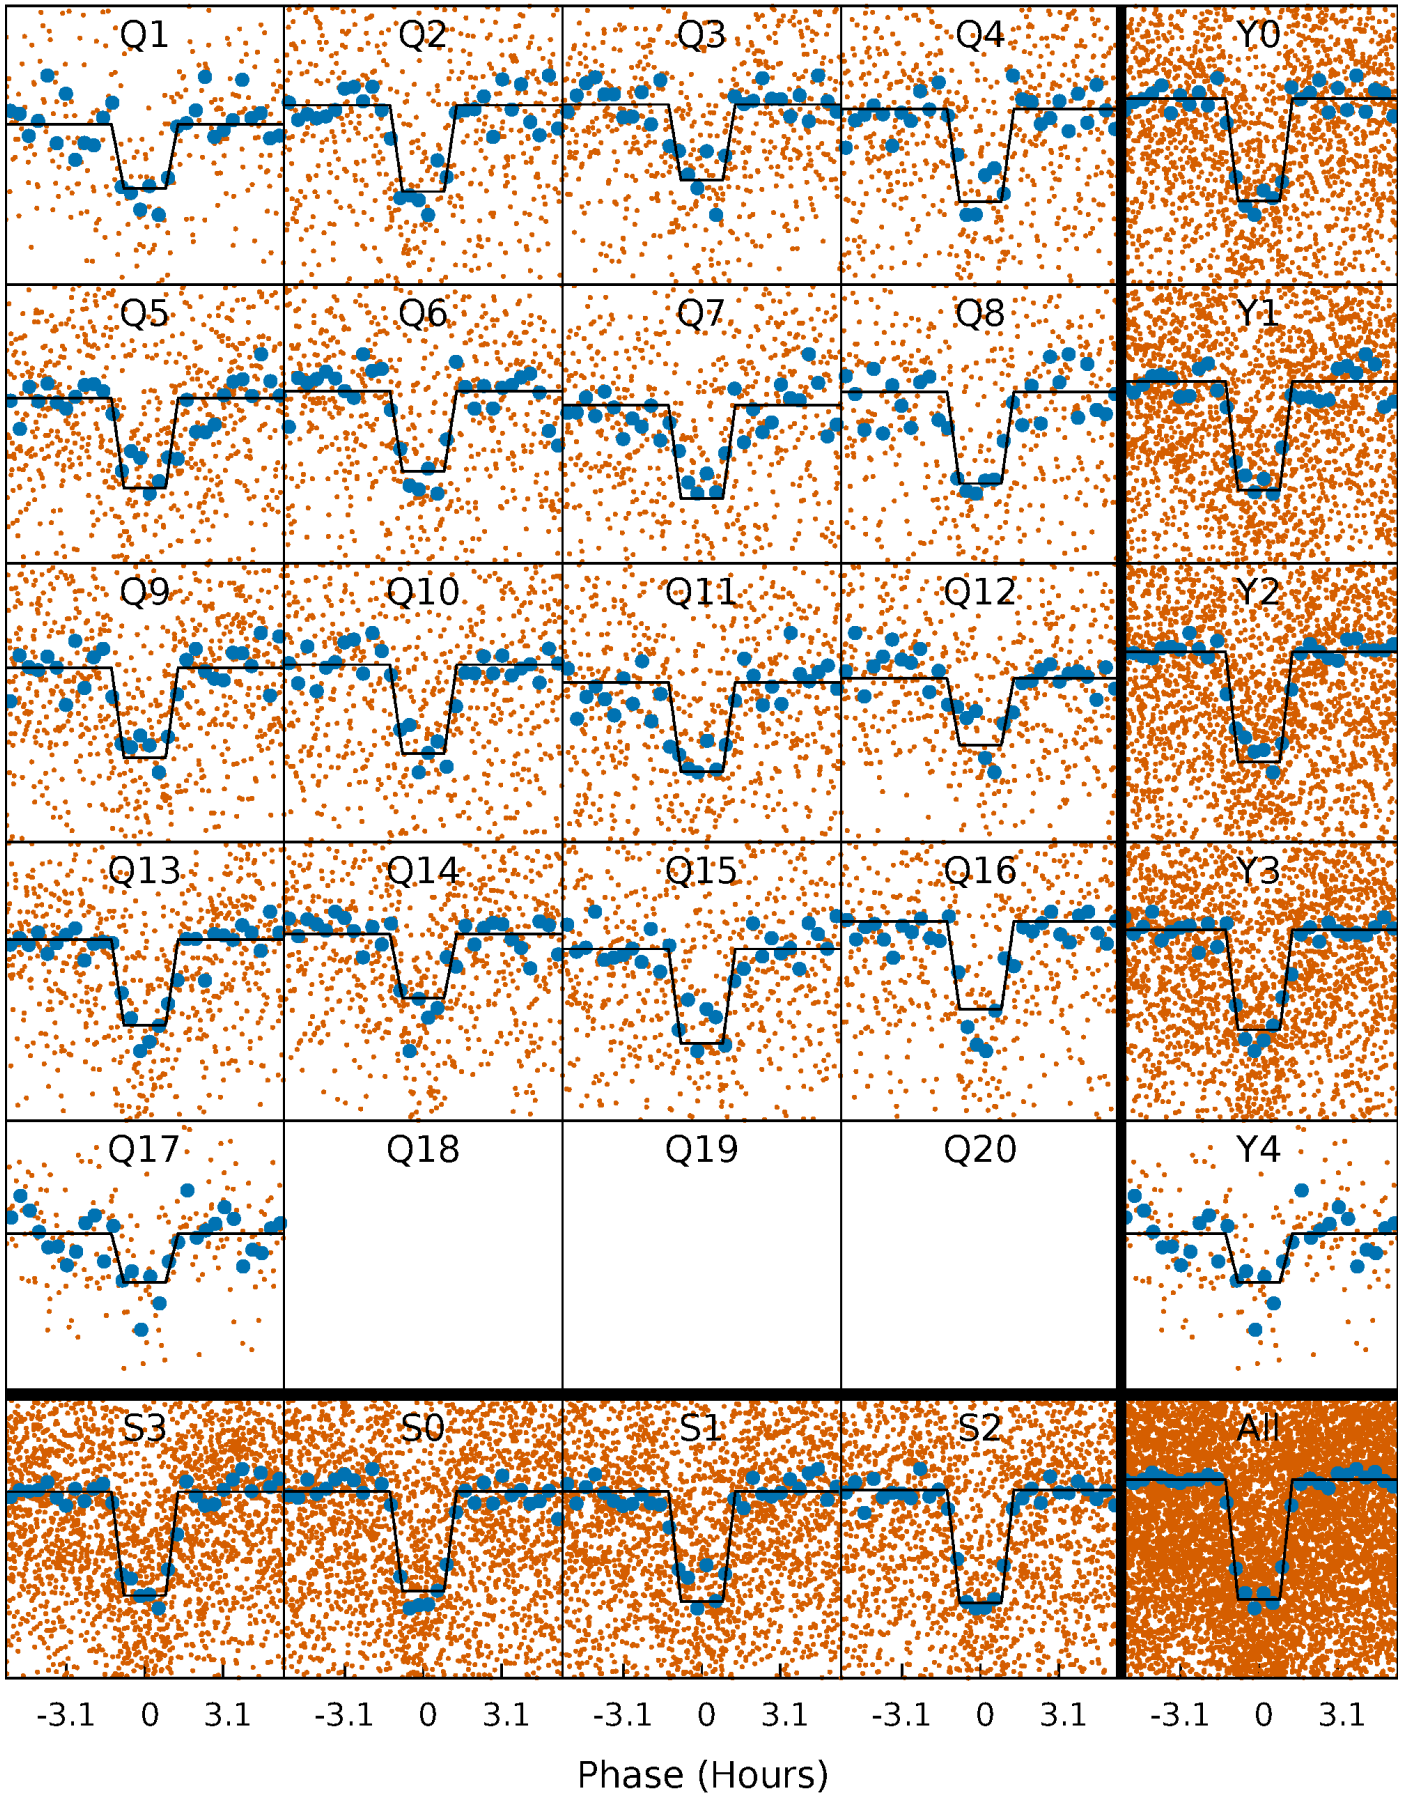 Q1 Q2 Q3 Q4 Y0
Q5 Q6 Q7 Q8 Y1
Q9 Q10 Q11 Q12 Y2
Q13 Q14 Q15 Q16 Y3
Q17 Q18 Q19 Q20 Y4
S3 S0 S1 S2 All
-3.1 0 3.1 -3.1 0 3.1 -3.1 0 3.1 -3.1 0 3.1 -3.1 0 3.1
Phase (Hours)